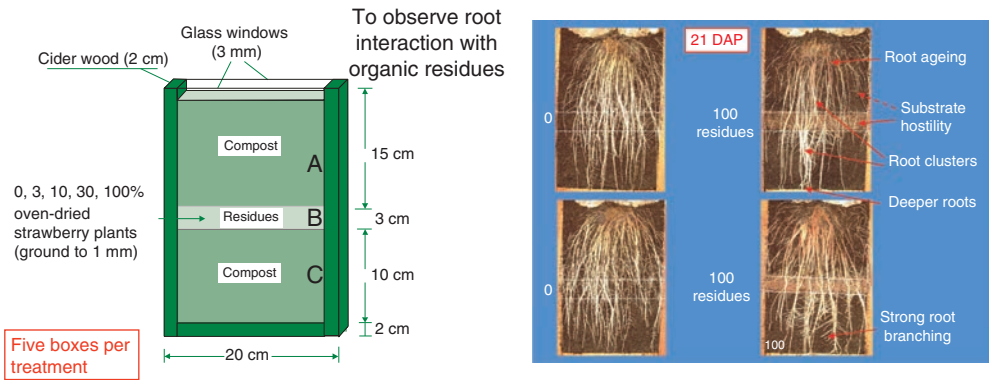 To observe root
interaction with
organic residues
Glass windows
(3 mm)
Cider wood (2 cm)
Compost
A
15 cm
0, 3, 10, 30, 100%
oven-dried
strawberry plants
(ground to 1 mm)
Residues
B
3 cm
Compost
C
10 cm
2 cm
Five boxes per
treatment
20 cm
21 DAP
Root ageing
0
100
residues
Substrate
hostility
Root clusters
Deeper roots
0
100
residues
Strong root
branching
100